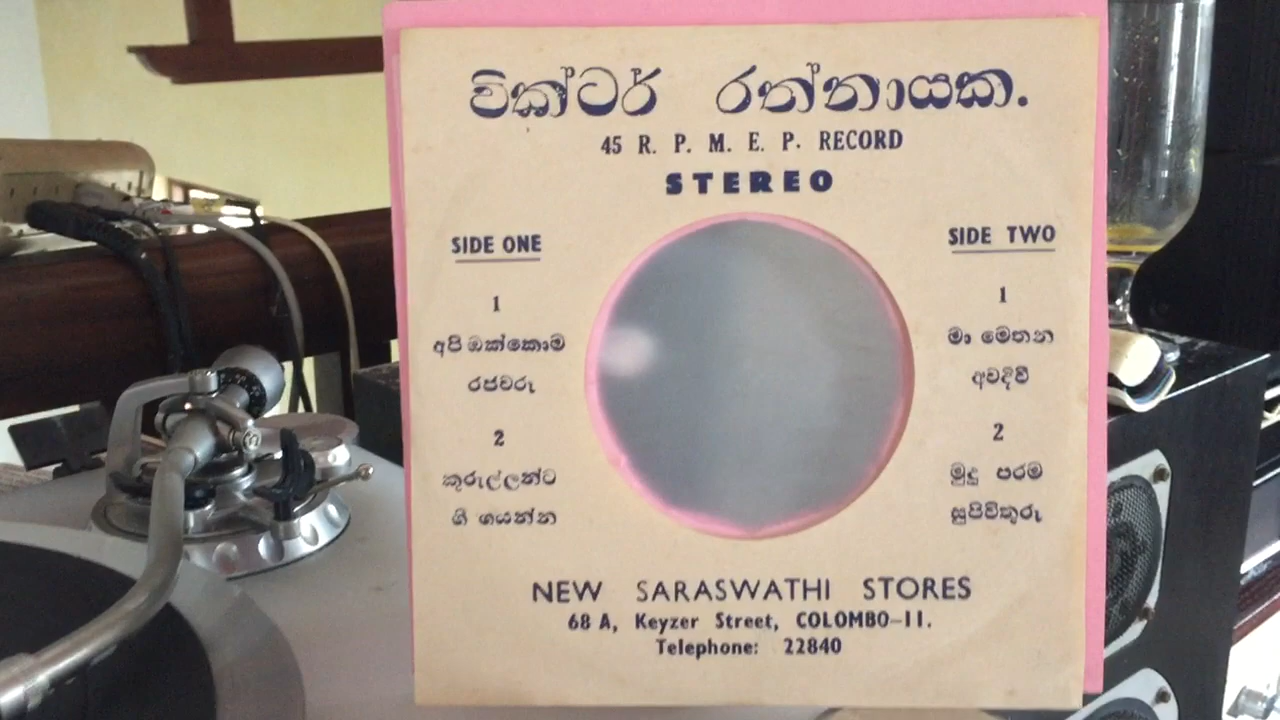 වික්ටර් රත්නායක.
45 R. P. M. E. P. RECORD
STEREO
SIDE ONE
1
අපි ඔක්කොම
රජවරු
2
කුරුල්ලන්ට
ගී ගයන්න
SIDE TWO
1
මා මෙතන
අවදිවී
2
මුදු පරම
සුපිවිතුරු
NEW SARASWATHI STORES
68 A, Keyzer Street, COLOMBO-11.
Telephone: 22840